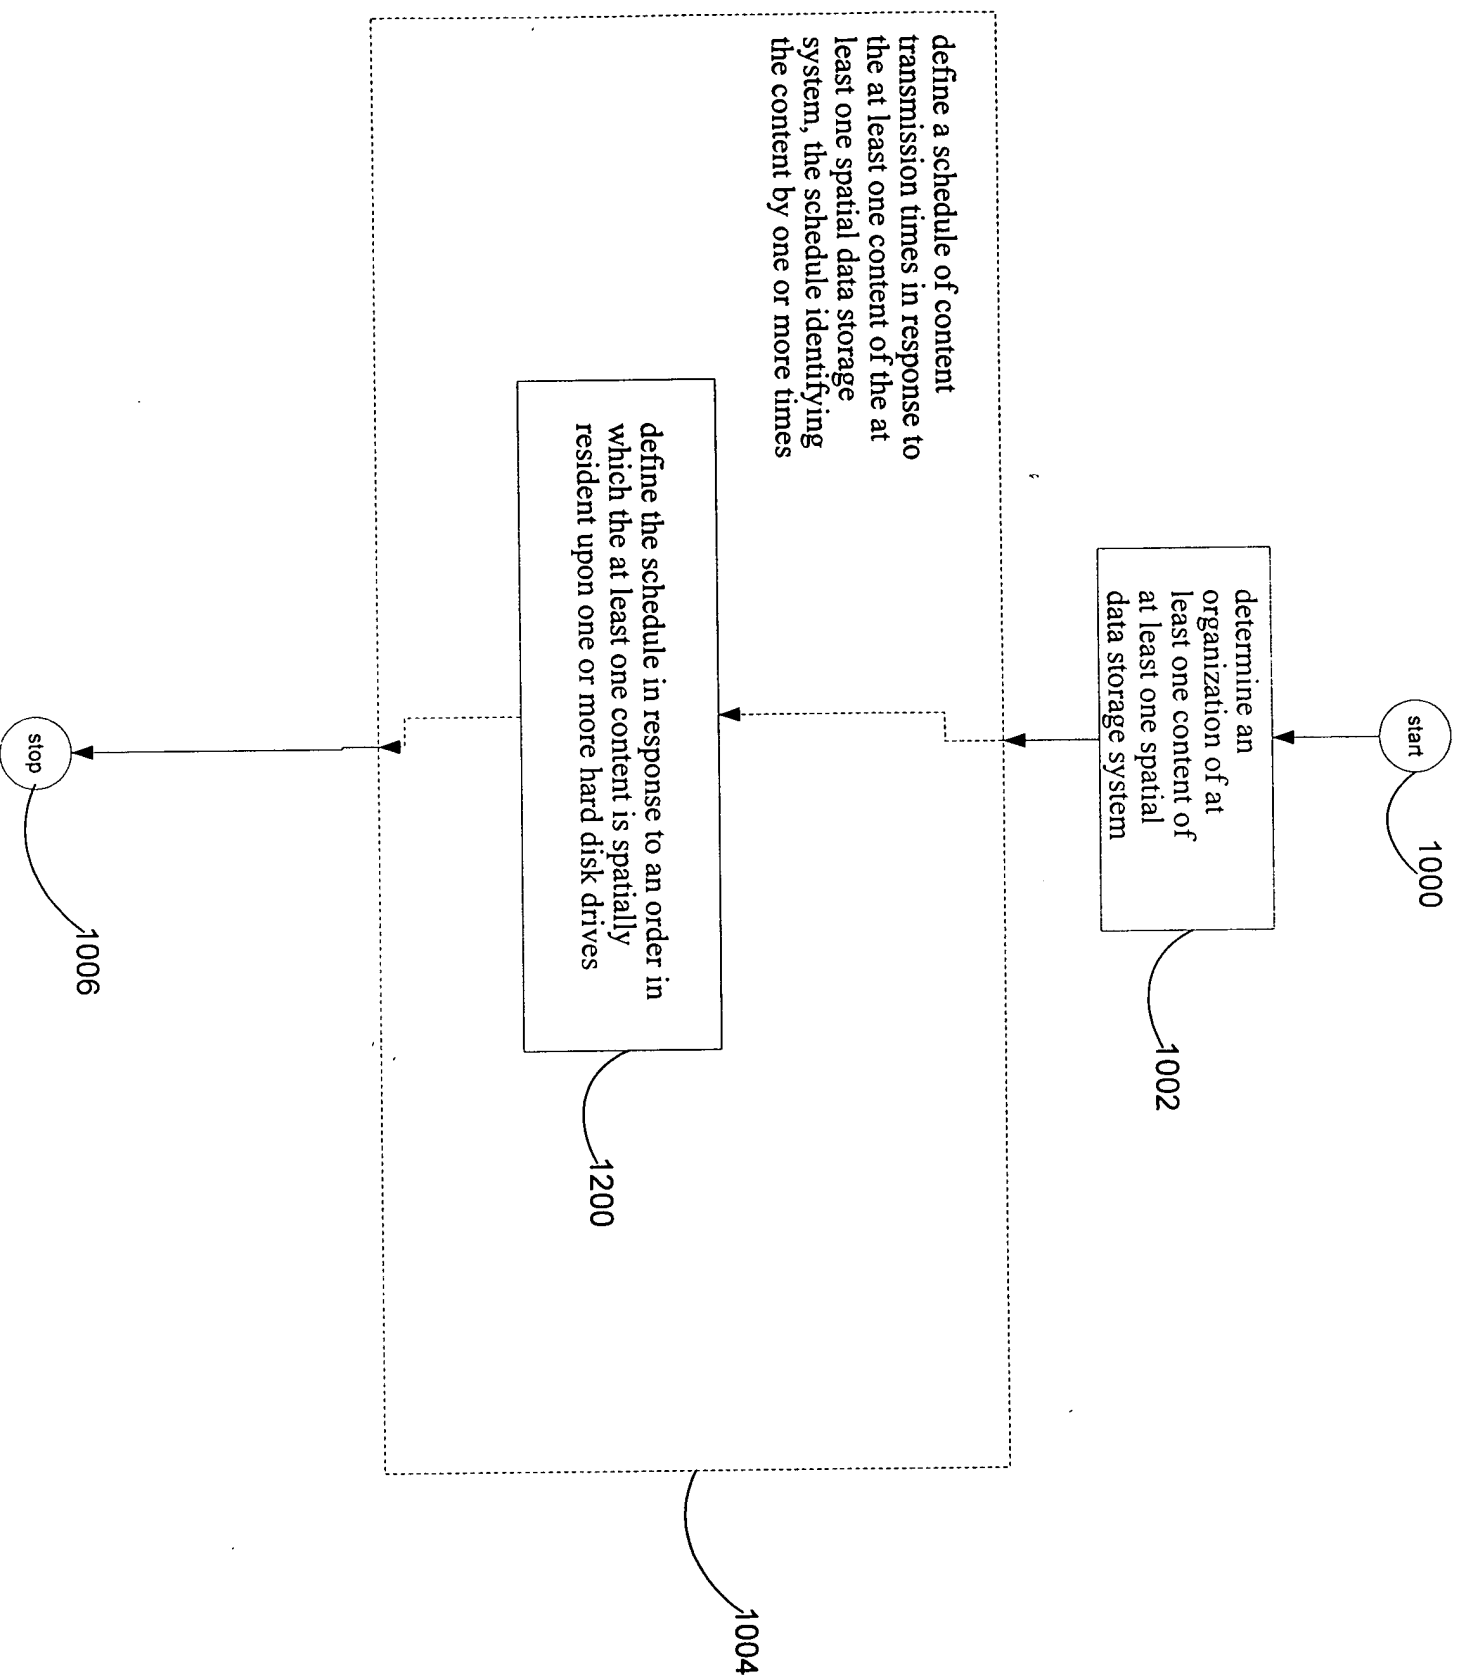 start
1000
determine an
organization of at
least one content of
at least one spatial
data storage system
1002
define a schedule of content
transmission times in response to
the at least one content of the at
least one spatial data storage
system, the schedule identifying
the content by one or more times
define the schedule in response to an order in
which the at least one content is spatially
resident upon one or more hard disk drives
1200
1004
stop
1006